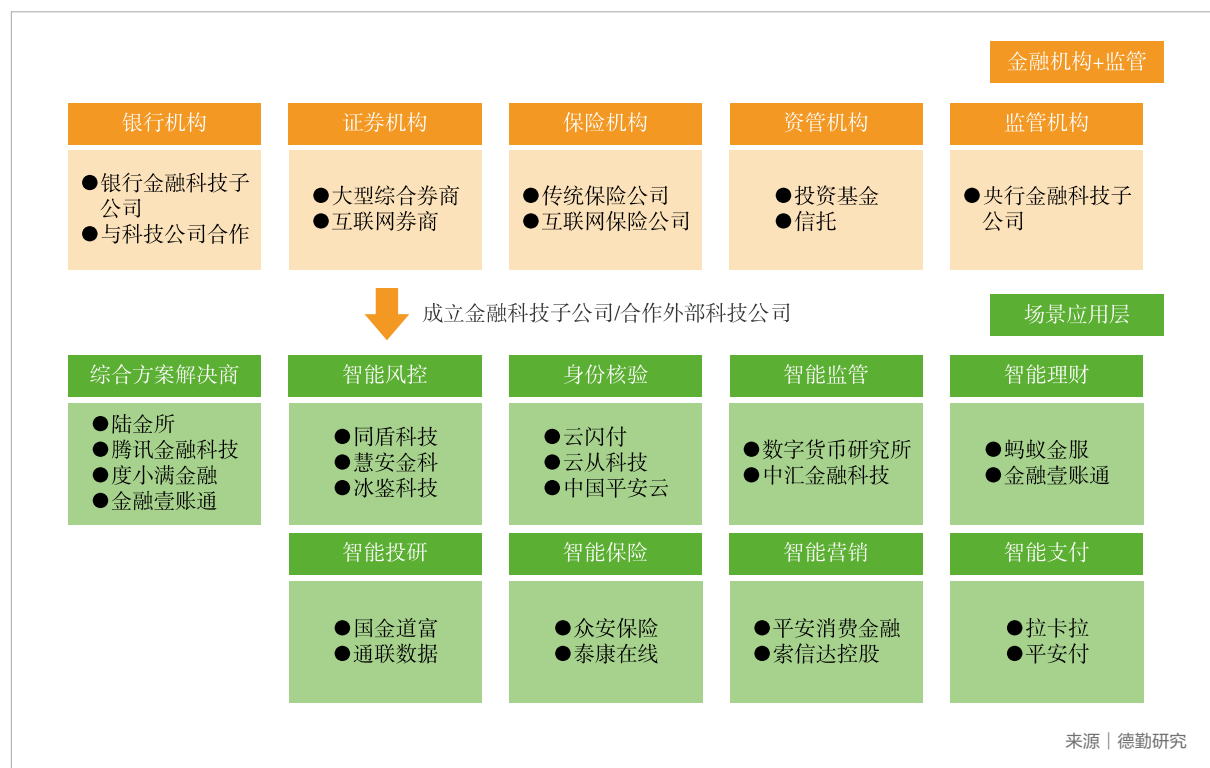 金融机构+监管
银行机构
证券机构
保险机构
资管机构
监管机构
●银行金融科技子
公司
●与科技公司合作
●大型综合券商
●互联网券商
●传统保险公司
●互联网保险公司
●投资基金
●信托
●央行金融科技子
公司
成立金融科技子公司/合作外部科技公司
场景应用层
综合方案解决商
智能风控
身份核验
智能监管
智能理财
●陆金所
●腾讯金融科技
●度小满金融
●金融壹账通
●同盾科技
●慧安金科
●冰鉴科技
●云闪付
●云从科技
●中国平安云
●数字货币研究所
●中汇金融科技
●蚂蚁金服
●金融壹账通
智能投研
智能保险
智能营销
智能支付
●国金道富
●通联数据
●众安保险
●泰康在线
●平安消费金融
●索信达控股
●拉卡拉
●平安付
来源｜德勤研究